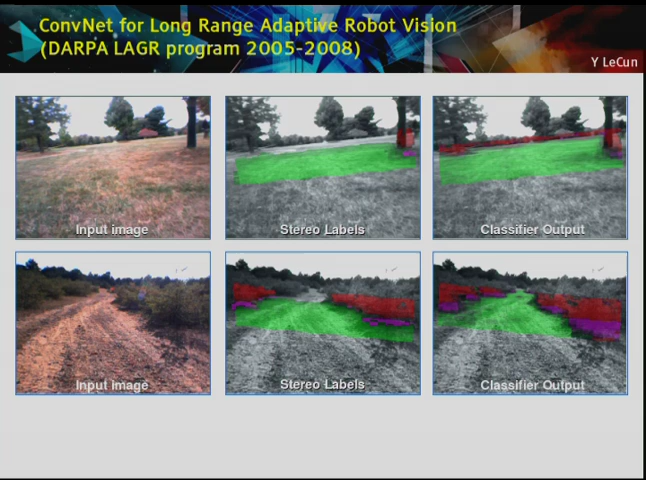 ConvNet for Long Range Adaptive Robot Vision
(DARPA LAGR program 2005-2008)
Y LeCun
Input image
Stereo Labels
Classifier Output
Input image
Stereo Labels
Classifier Output